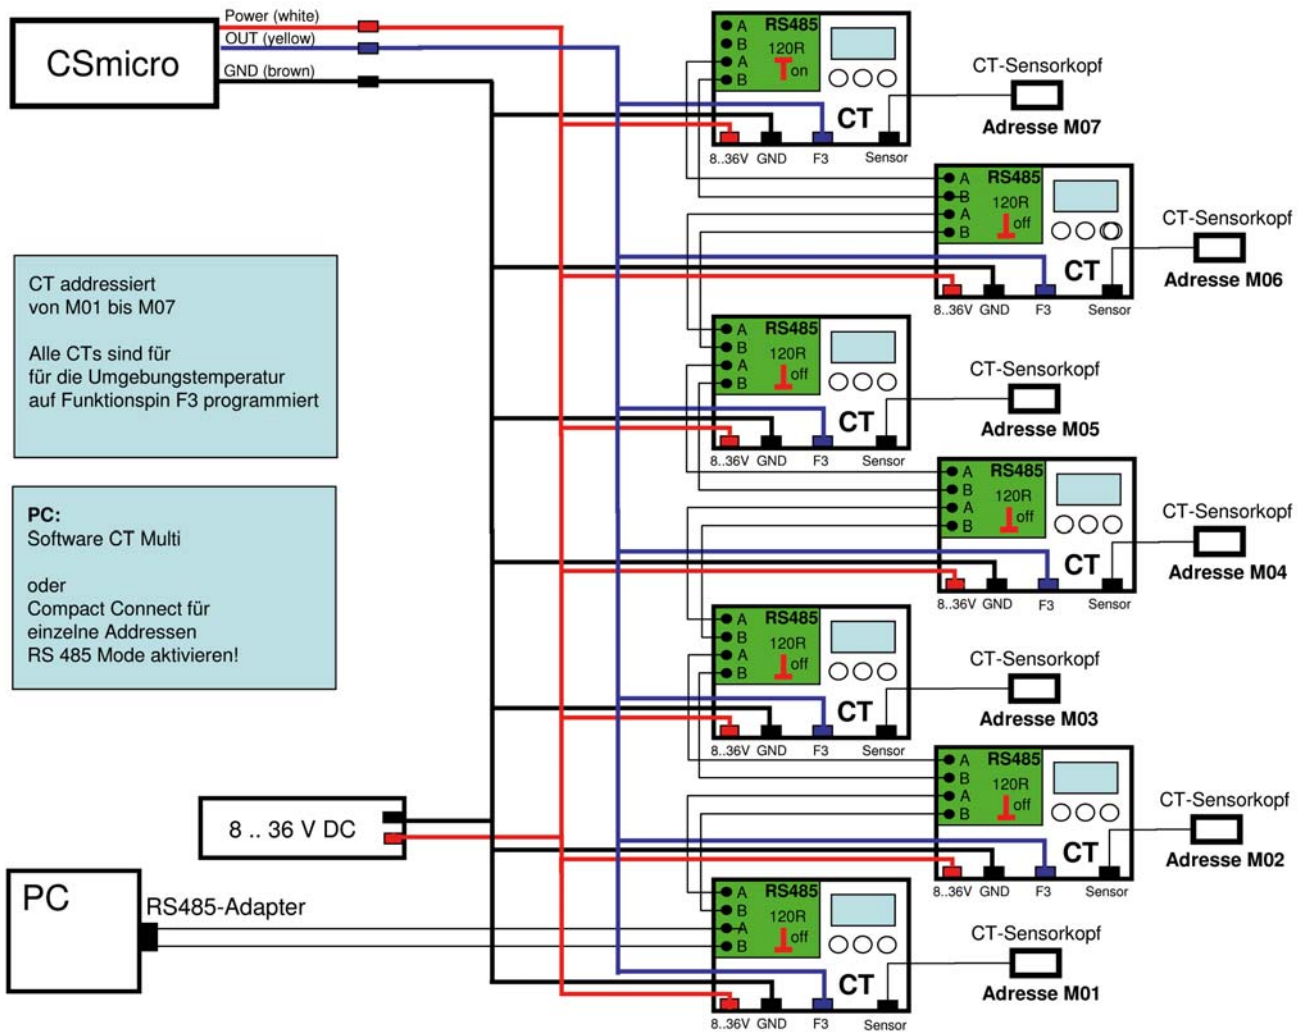 CSmicro
Power (white)
OUT (yellow)
GND (brown)
A
B
A
B
RS485
120R
on
CT
8..36V
GND
F3
Sensor
CT-Sensorkopf
Adresse M07
A
B
A
B
RS485
120R
off
CT
8..36V
GND
F3
Sensor
CT-Sensorkopf
Adresse M06
CT addressiert
von M01 bis M07
Alle CTs sind für
für die Umgebungstemperatur
auf Funktionspin F3 programmiert
A
B
A
B
RS485
120R
off
CT
8..36V
GND
F3
Sensor
CT-Sensorkopf
Adresse M05
A
B
A
B
RS485
120R
off
CT
8..36V
GND
F3
Sensor
CT-Sensorkopf
Adresse M04
PC:
Software CT Multi
oder
Compact Connect für
einzelne Addressen
RS 485 Mode aktivieren!
A
B
A
B
RS485
120R
off
CT
8..36V
GND
F3
Sensor
CT-Sensorkopf
Adresse M03
A
B
A
B
RS485
120R
off
CT
8..36V
GND
F3
Sensor
CT-Sensorkopf
Adresse M02
8 .. 36 V DC
PC
RS485-Adapter
A
B
A
B
RS485
120R
off
CT
8..36V
GND
F3
Sensor
CT-Sensorkopf
Adresse M01